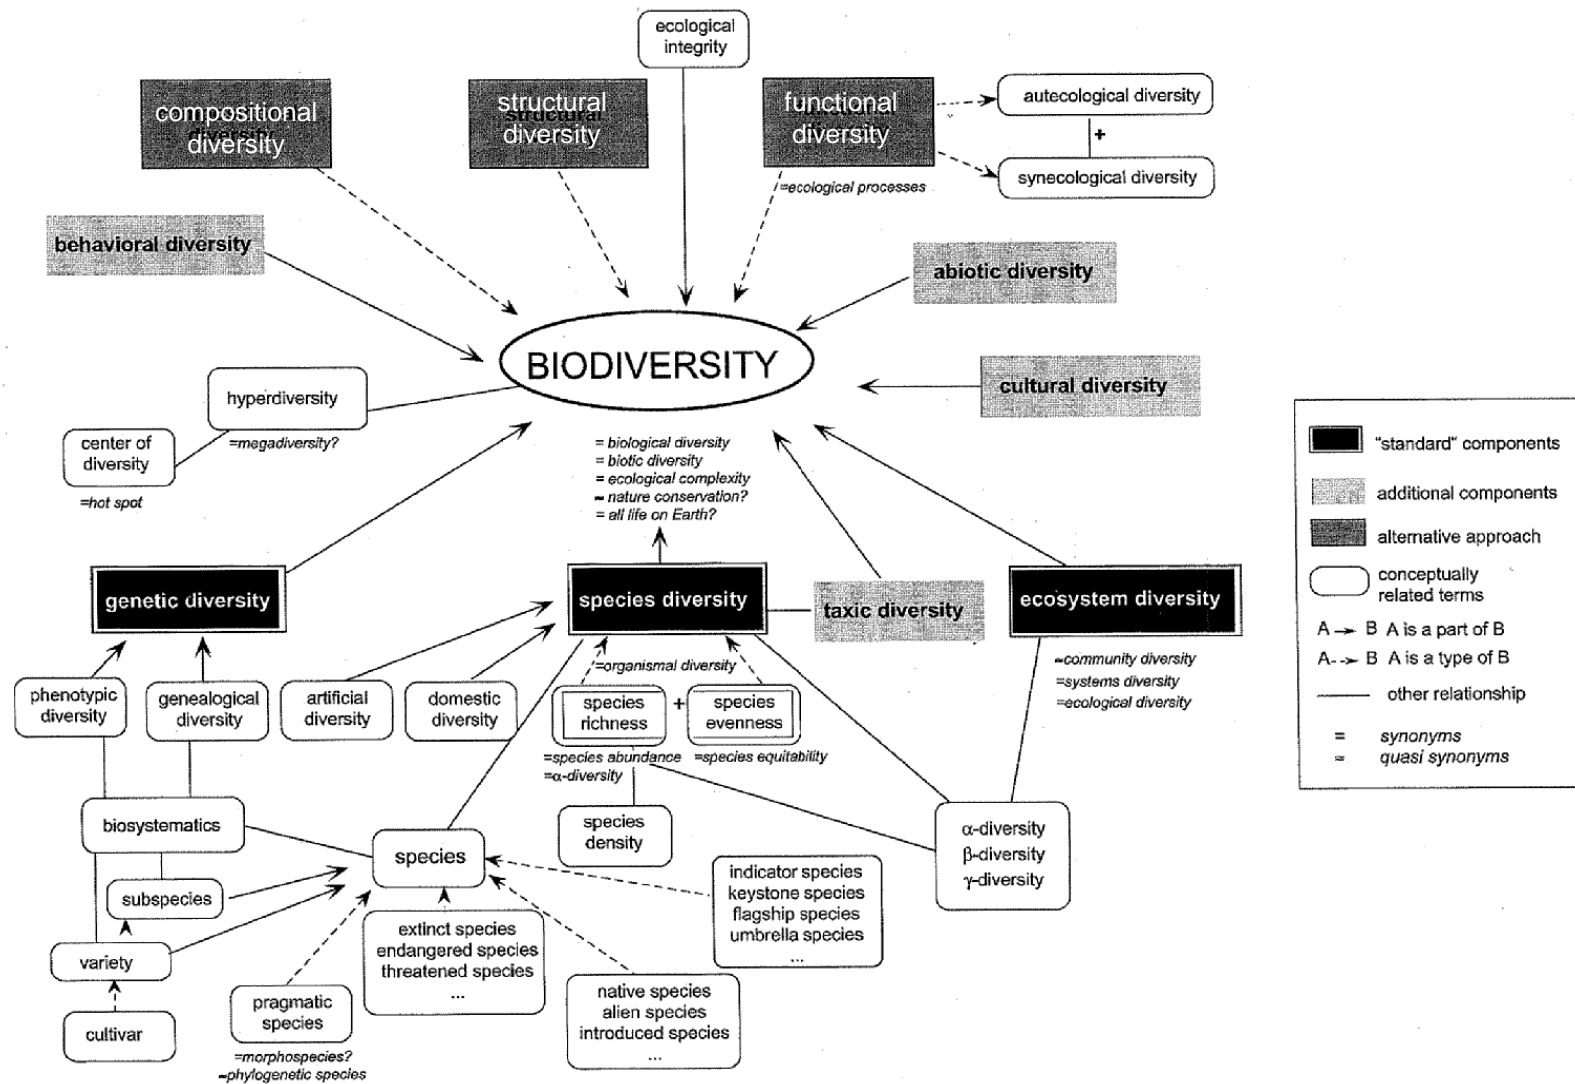 ecological
integrity
compositional
diversity
structural
diversity
functional
diversity
=ecological processes
autecological diversity
+
synecological diversity
behavioral diversity
abiotic diversity
BIODIVERSITY
cultural diversity
hyperdiversity
=megadiversity?
center of
diversity
=hot spot
= biological diversity
= biotic diversity
= ecological complexity
≈ nature conservation?
= all life on Earth?
genetic diversity
species diversity
taxic diversity
ecosystem diversity
=organismal diversity
≈community diversity
=systems diversity
=ecological diversity
phenotypic
diversity
genealogical
diversity
artificial
diversity
domestic
diversity
species
richness
+
species
evenness
=species abundance
=α-diversity
=species equitability
biosystematics
species
species
density
α-diversity
β-diversity
γ-diversity
subspecies
variety
cultivar
pragmatic
species
=morphospecies?
≈phylogenetic species
extinct species
endangered species
threatened species
...
native species
alien species
introduced species
...
indicator species
keystone species
flagship species
umbrella species
...
"standard" components
additional components
alternative approach
conceptually
related terms
A → B A is a part of B
A --> B A is a type of B
other relationship
= synonyms
≈ quasi synonyms